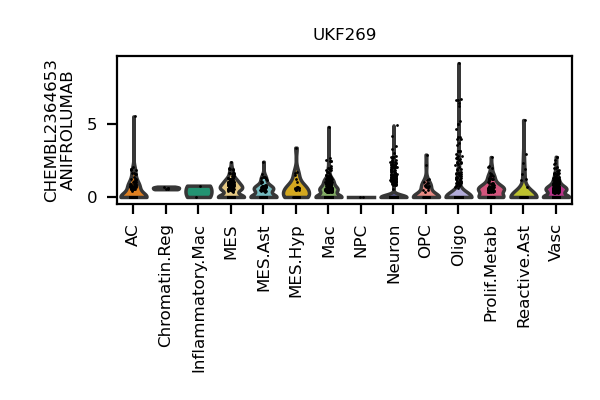 UKF269
CHEMBL2364653
ANIFROLUMAB
5
0
AC
Chromatin.Reg
Inflammatory.Mac
MES
MES.Ast
MES.Hyp
Mac
NPC
Neuron
OPC
Oligo
Prolif.Metab
Reactive.Ast
Vasc